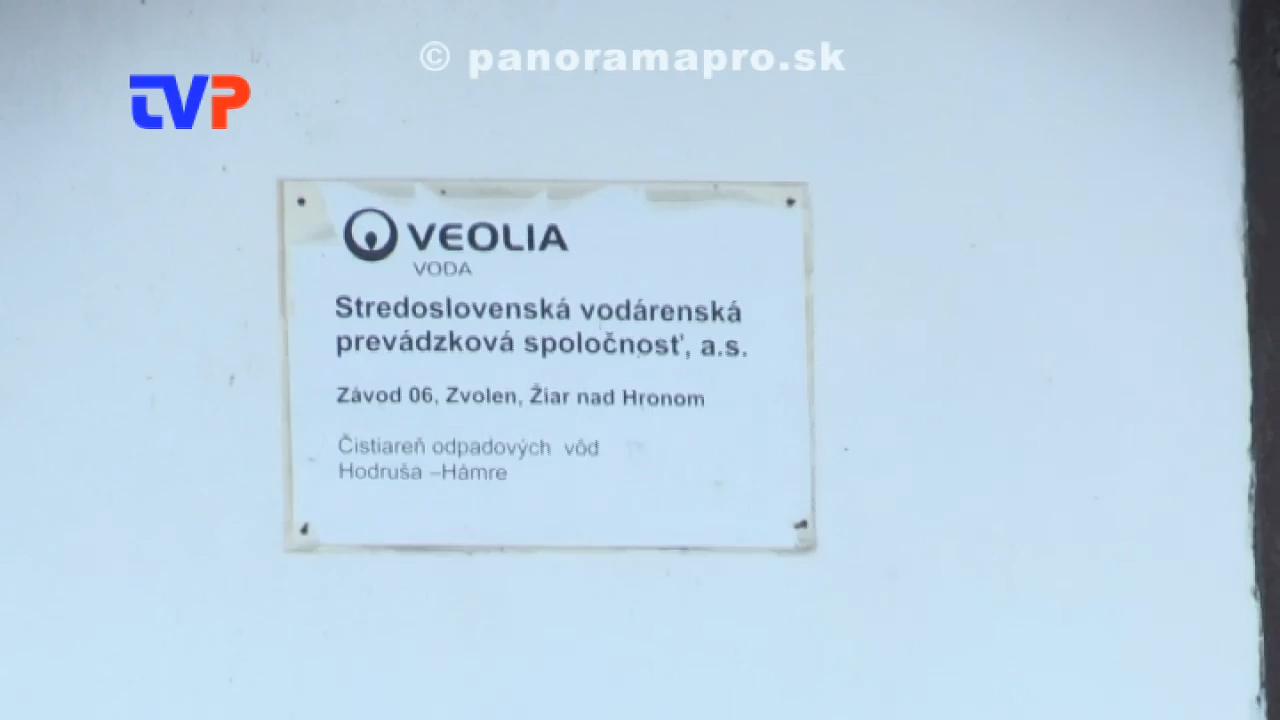 © panoramapro.sk
TVP
VEOLIA
VODA
Stredoslovenská vodárenská
prevádzková spoločnosť, a.s.
Závod 06, Zvolen, Žiar nad Hronom
Čistiareň odpadových vôd
Hodruša –Hámre